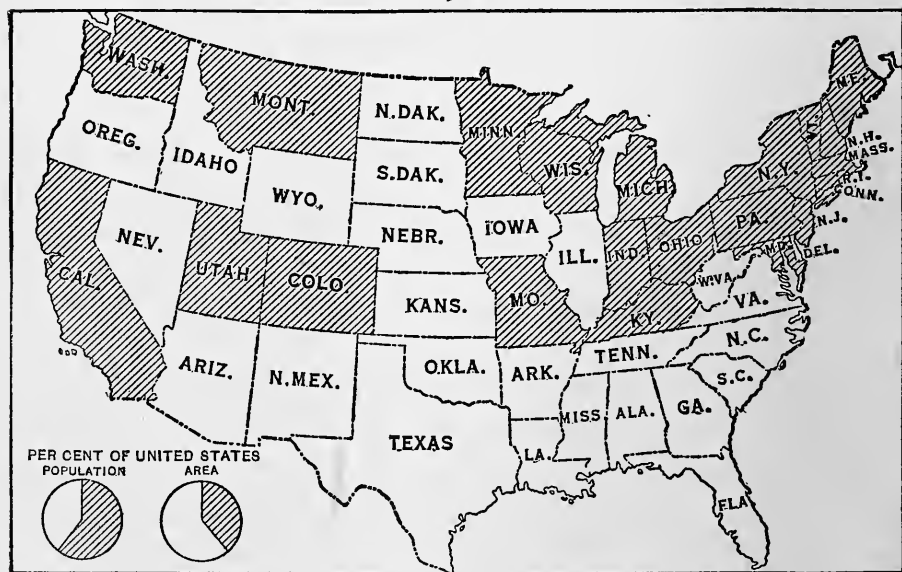 WASH.
MONT.
N.DAK.
MINN.
ME.
OREG.
IDAHO
S.DAK.
WIS.
MICH.
VT.
N.H.
MASS.
N.Y.
R.I.
CONN.
WYO.
IOWA
PA.
N.J.
NEV.
NEBR.
ILL.
IND.
OHIO
MD.
DEL.
CAL.
UTAH
COLO.
W.VA.
KANS.
MO.
KY.
VA.
ARIZ.
N.MEX.
OKLA.
ARK.
TENN.
N.C.
S.C.
TEXAS
MISS.
ALA.
GA.
LA.
FLA.
PER CENT OF UNITED STATES
POPULATION AREA